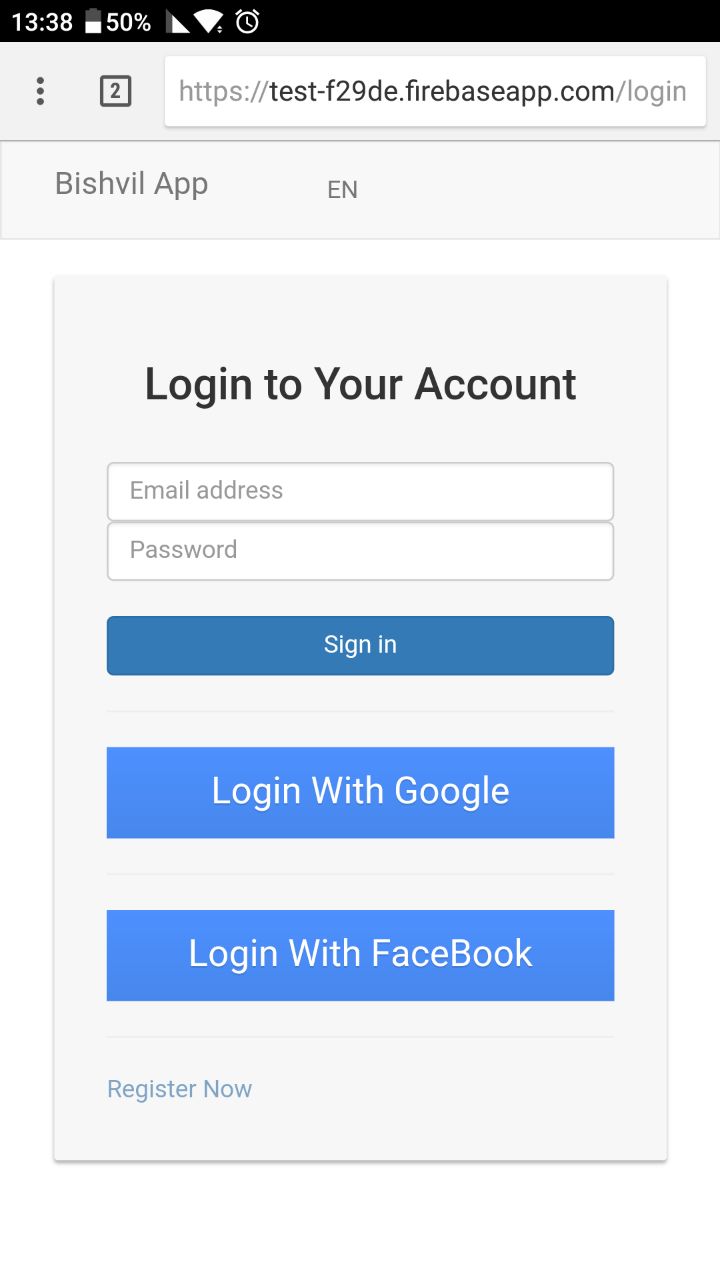 13:38 50%
2 https://test-f29de.firebaseapp.com/login
Bishvil App EN
Login to Your Account
Email address
Password
Sign in
Login With Google
Login With FaceBook
Register Now